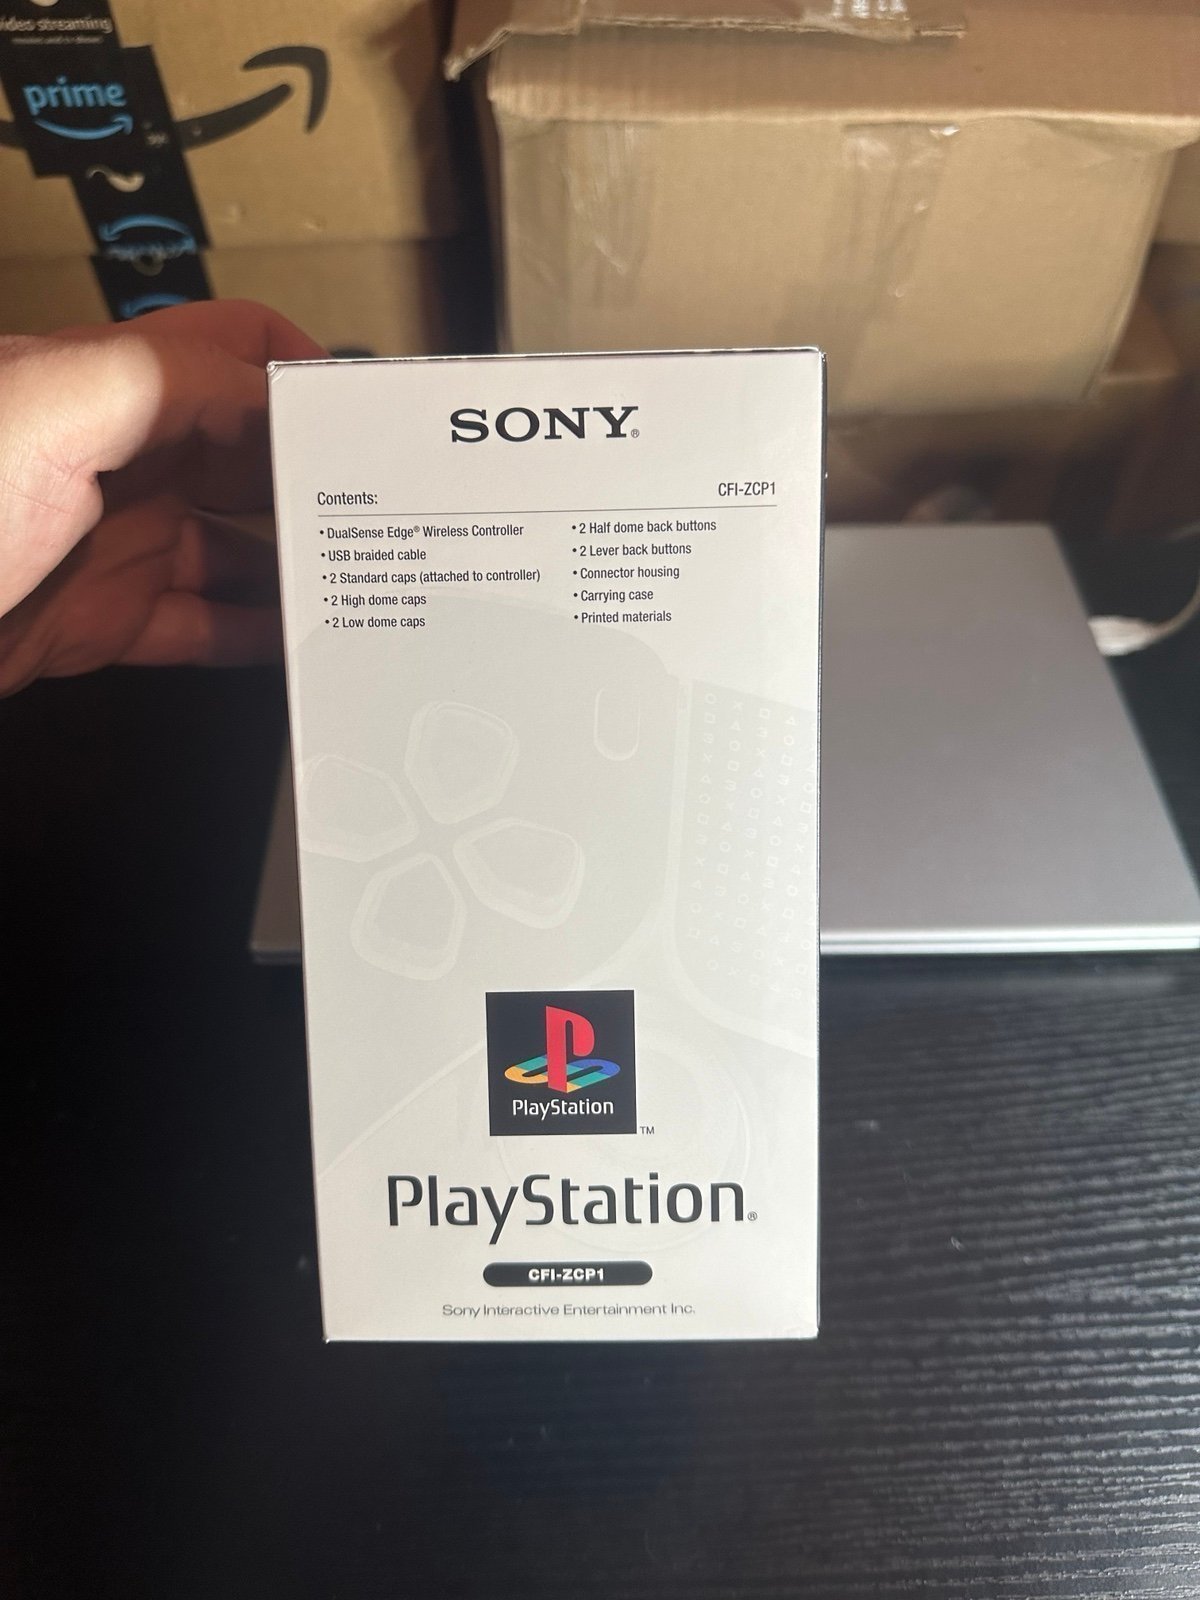 video streaming
prime
SONY®
Contents:
CFI-ZCP1
• DualSense Edge® Wireless Controller
• USB braided cable
• 2 Standard caps (attached to controller)
• 2 High dome caps
• 2 Low dome caps
• 2 Half dome back buttons
• 2 Lever back buttons
• Connector housing
• Carrying case
• Printed materials
PlayStation
TM
PlayStation®
CFI-ZCP1
Sony Interactive Entertainment Inc.